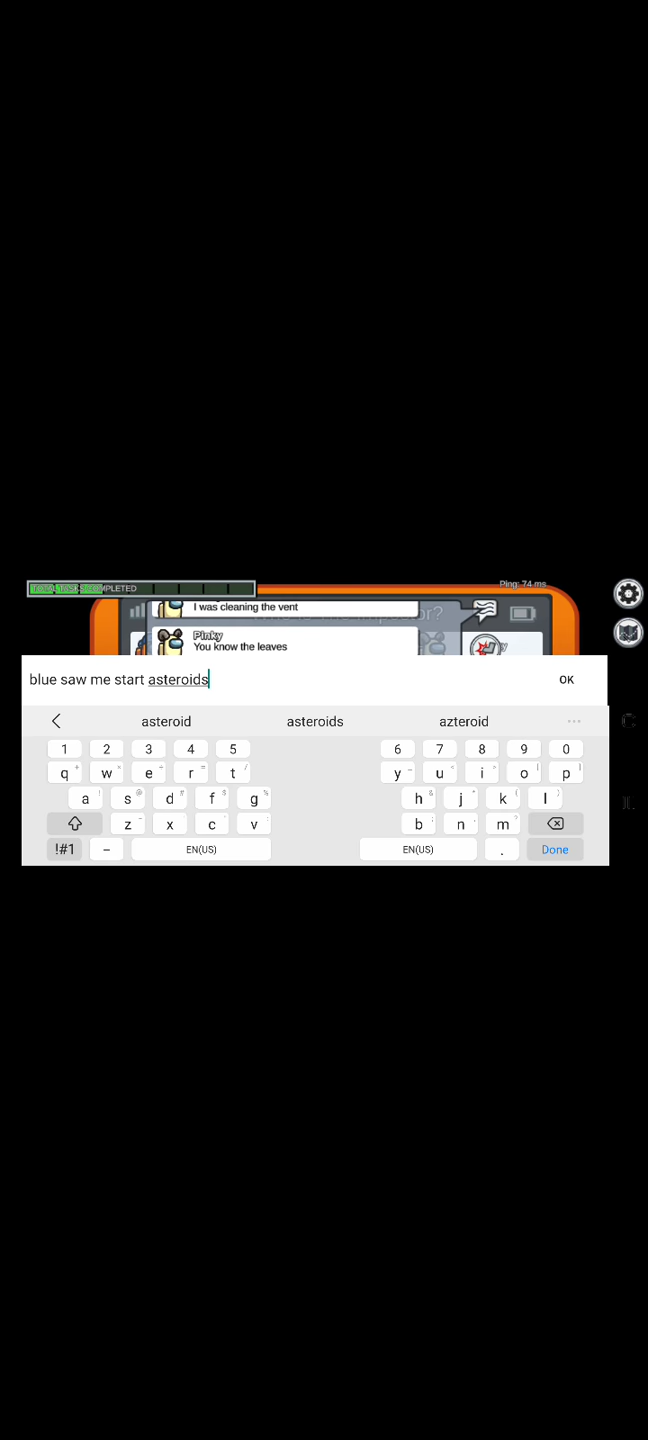 Ping: 74 ms
I was cleaning the vent
Pinky
You know the leaves
blue saw me start asteroids
OK
asteroid asteroids azteroid
1 2 3 4 5 6 7 8 9 0
q w e r t y u i o p
a s d f g h j k l
z x c v b n m
!#1 EN(US) EN(US) . Done